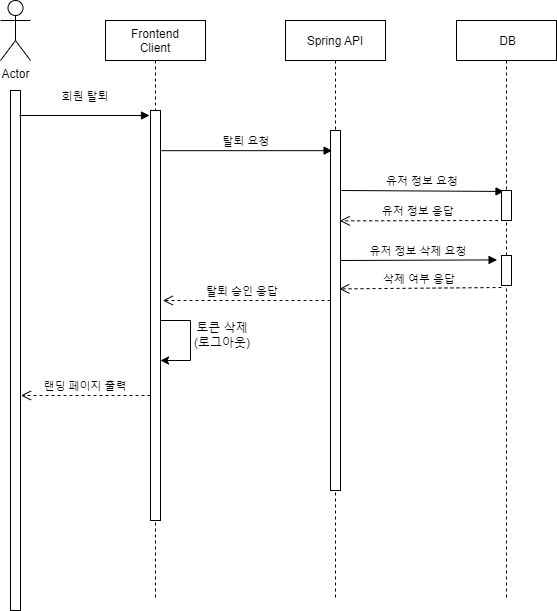 Frontend
Client
Spring API
DB
Actor
회원 탈퇴
탈퇴 요청
유저 정보 요청
유저 정보 응답
유저 정보 삭제 요청
삭제 여부 응답
탈퇴 승인 응답
토큰 삭제
(로그아웃)
랜딩 페이지 출력